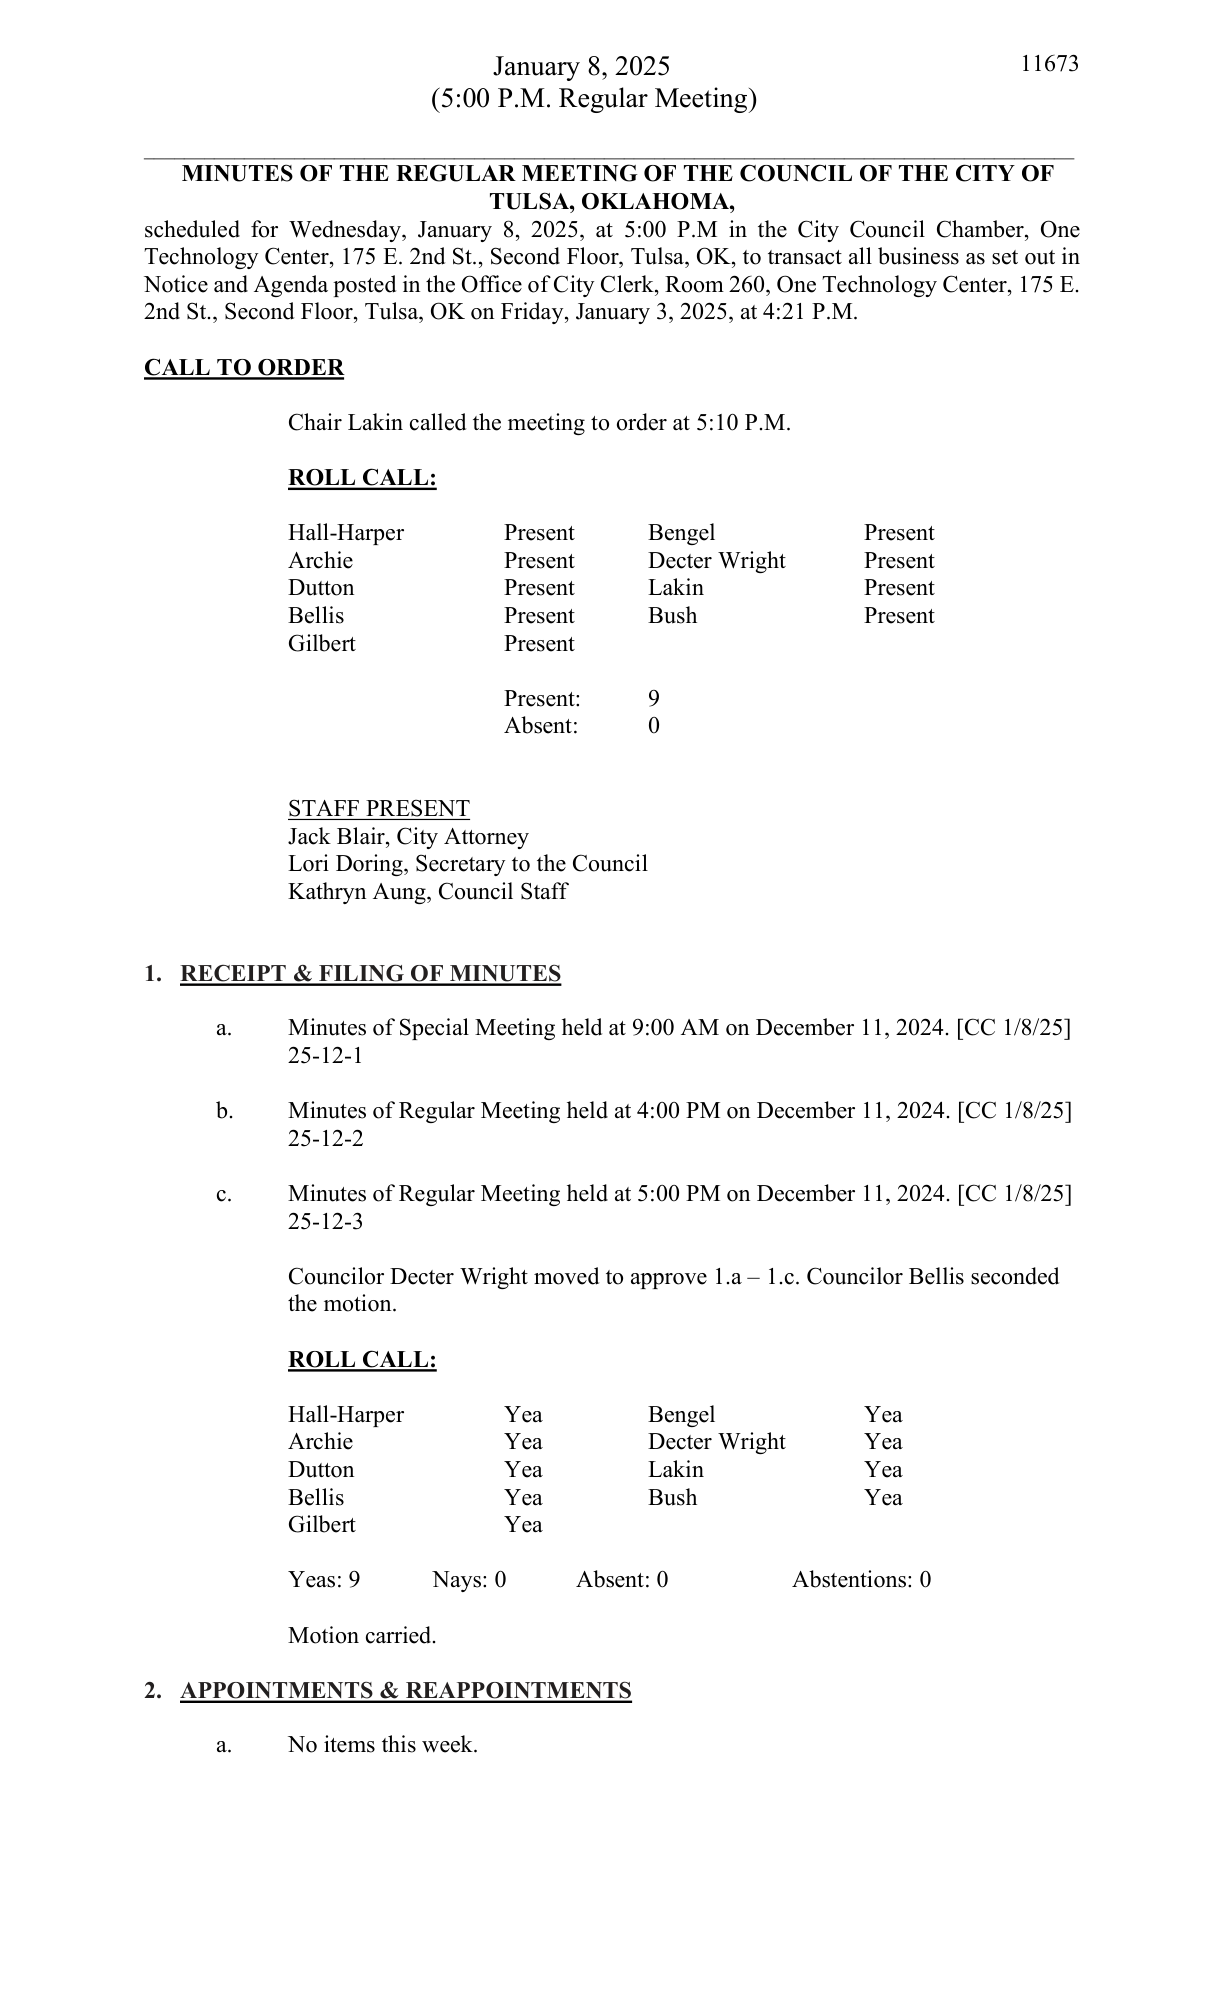 January 8, 2025 11673
(5:00 P.M. Regular Meeting)
MINUTES OF THE REGULAR MEETING OF THE COUNCIL OF THE CITY OF
TULSA, OKLAHOMA,
scheduled for Wednesday, January 8, 2025, at 5:00 P.M in the City Council Chamber, One
Technology Center, 175 E. 2nd St., Second Floor, Tulsa, OK, to transact all business as set out in
Notice and Agenda posted in the Office of City Clerk, Room 260, One Technology Center, 175 E.
2nd St., Second Floor, Tulsa, OK on Friday, January 3, 2025, at 4:21 P.M.
CALL TO ORDER
Chair Lakin called the meeting to order at 5:10 P.M.
ROLL CALL:
Hall-Harper Present Bengel Present
Archie Present Decter Wright Present
Dutton Present Lakin Present
Bellis Present Bush Present
Gilbert Present
Present: 9
Absent: 0
STAFF PRESENT
Jack Blair, City Attorney
Lori Doring, Secretary to the Council
Kathryn Aung, Council Staff
1. RECEIPT & FILING OF MINUTES
a. Minutes of Special Meeting held at 9:00 AM on December 11, 2024. [CC 1/8/25]
25-12-1
b. Minutes of Regular Meeting held at 4:00 PM on December 11, 2024. [CC 1/8/25]
25-12-2
c. Minutes of Regular Meeting held at 5:00 PM on December 11, 2024. [CC 1/8/25]
25-12-3
Councilor Decter Wright moved to approve 1.a – 1.c. Councilor Bellis seconded
the motion.
ROLL CALL:
Hall-Harper Yea Bengel Yea
Archie Yea Decter Wright Yea
Dutton Yea Lakin Yea
Bellis Yea Bush Yea
Gilbert Yea
Yeas: 9 Nays: 0 Absent: 0 Abstentions: 0
Motion carried.
2. APPOINTMENTS & REAPPOINTMENTS
a. No items this week.